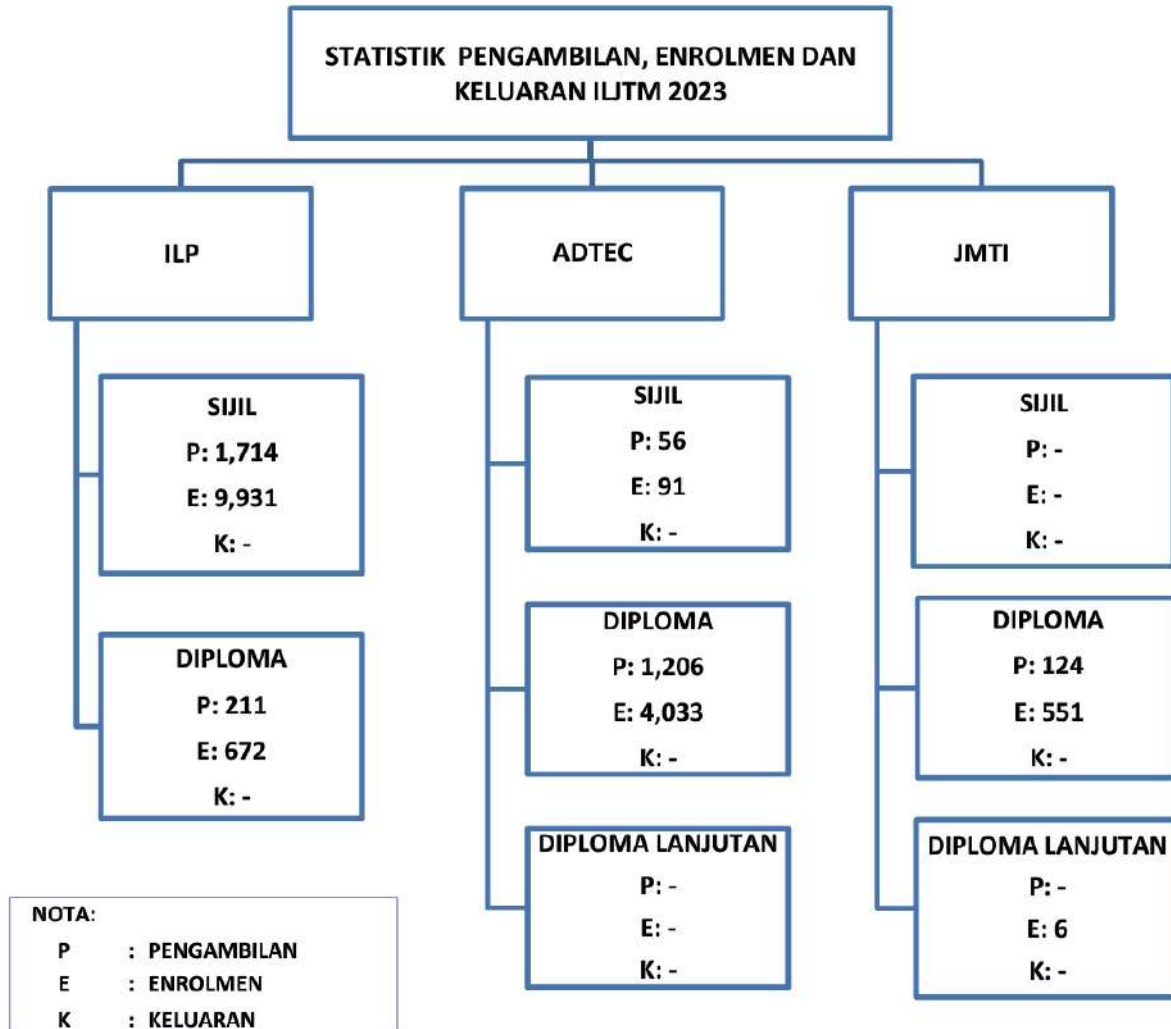 STATISTIK PENGAMBILAN, ENROLMEN DAN
KELUARAN ILJTM 2023
ILP
SIJIL
P: 1,714
E: 9,931
K: -
DIPLOMA
P: 211
E: 672
K: -
ADTEC
SIJIL
P: 56
E: 91
K: -
DIPLOMA
P: 1,206
E: 4,033
K: -
DIPLOMA LANJUTAN
P: -
E: -
K: -
JMTI
SIJIL
P: -
E: -
K: -
DIPLOMA
P: 124
E: 551
K: -
DIPLOMA LANJUTAN
P: -
E: 6
K: -
NOTA:
P : PENGAMBILAN
E : ENROLMEN
K : KELUARAN